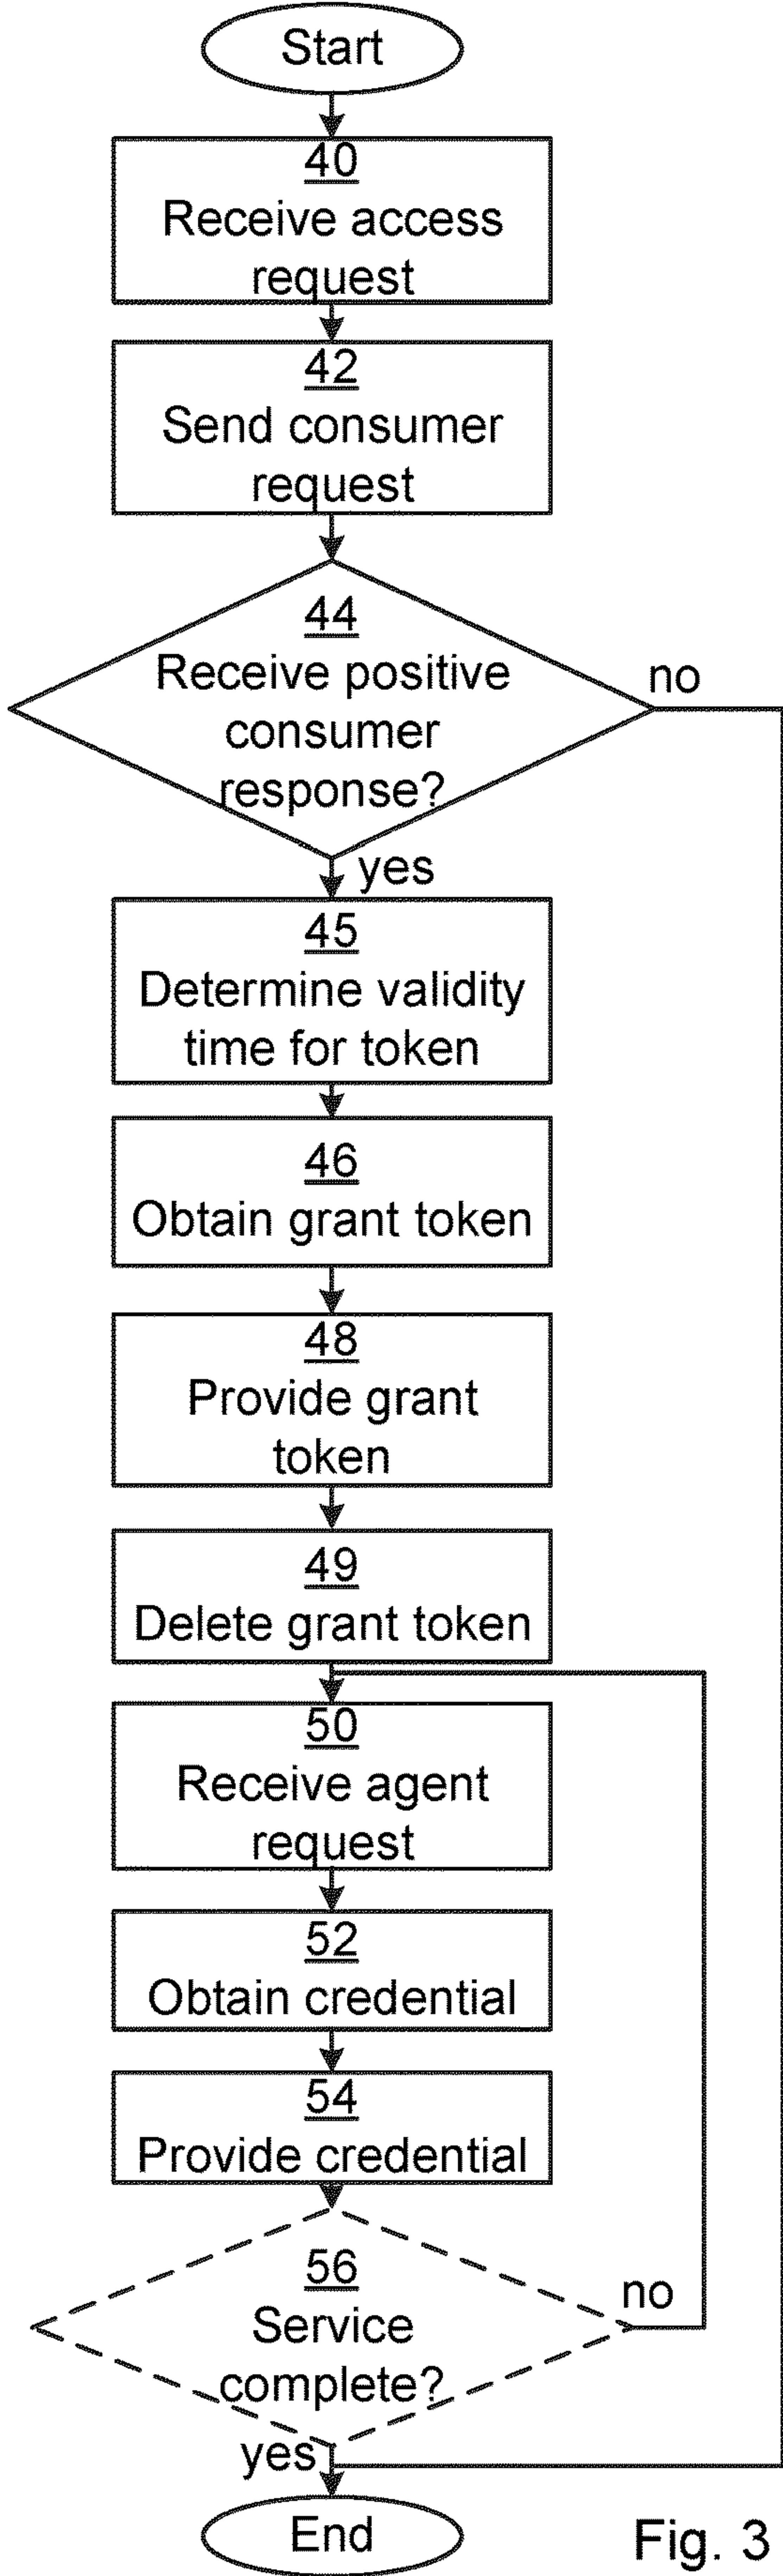 Start
40
Receive access
request
42
Send consumer
request
44
Receive positive
consumer
response?
no
yes
45
Determine validity
time for token
46
Obtain grant token
48
Provide grant
token
49
Delete grant token
50
Receive agent
request
52
Obtain credential
54
Provide credential
56
Service
complete?
no
yes
End
Fig. 3